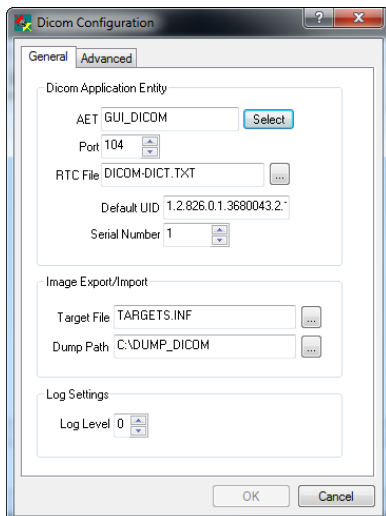 Dicom Configuration
General Advanced
Dicom Application Entity
AET GUI_DICOM Select
Port 104
RTC File DICOM-DICT.TXT ...
Default UID 1.2.826.0.1.3680043.2.
Serial Number 1
Image Export/Import
Target File TARGETS.INF ...
Dump Path C:\DUMP_DICOM ...
Log Settings
Log Level 0
OK Cancel